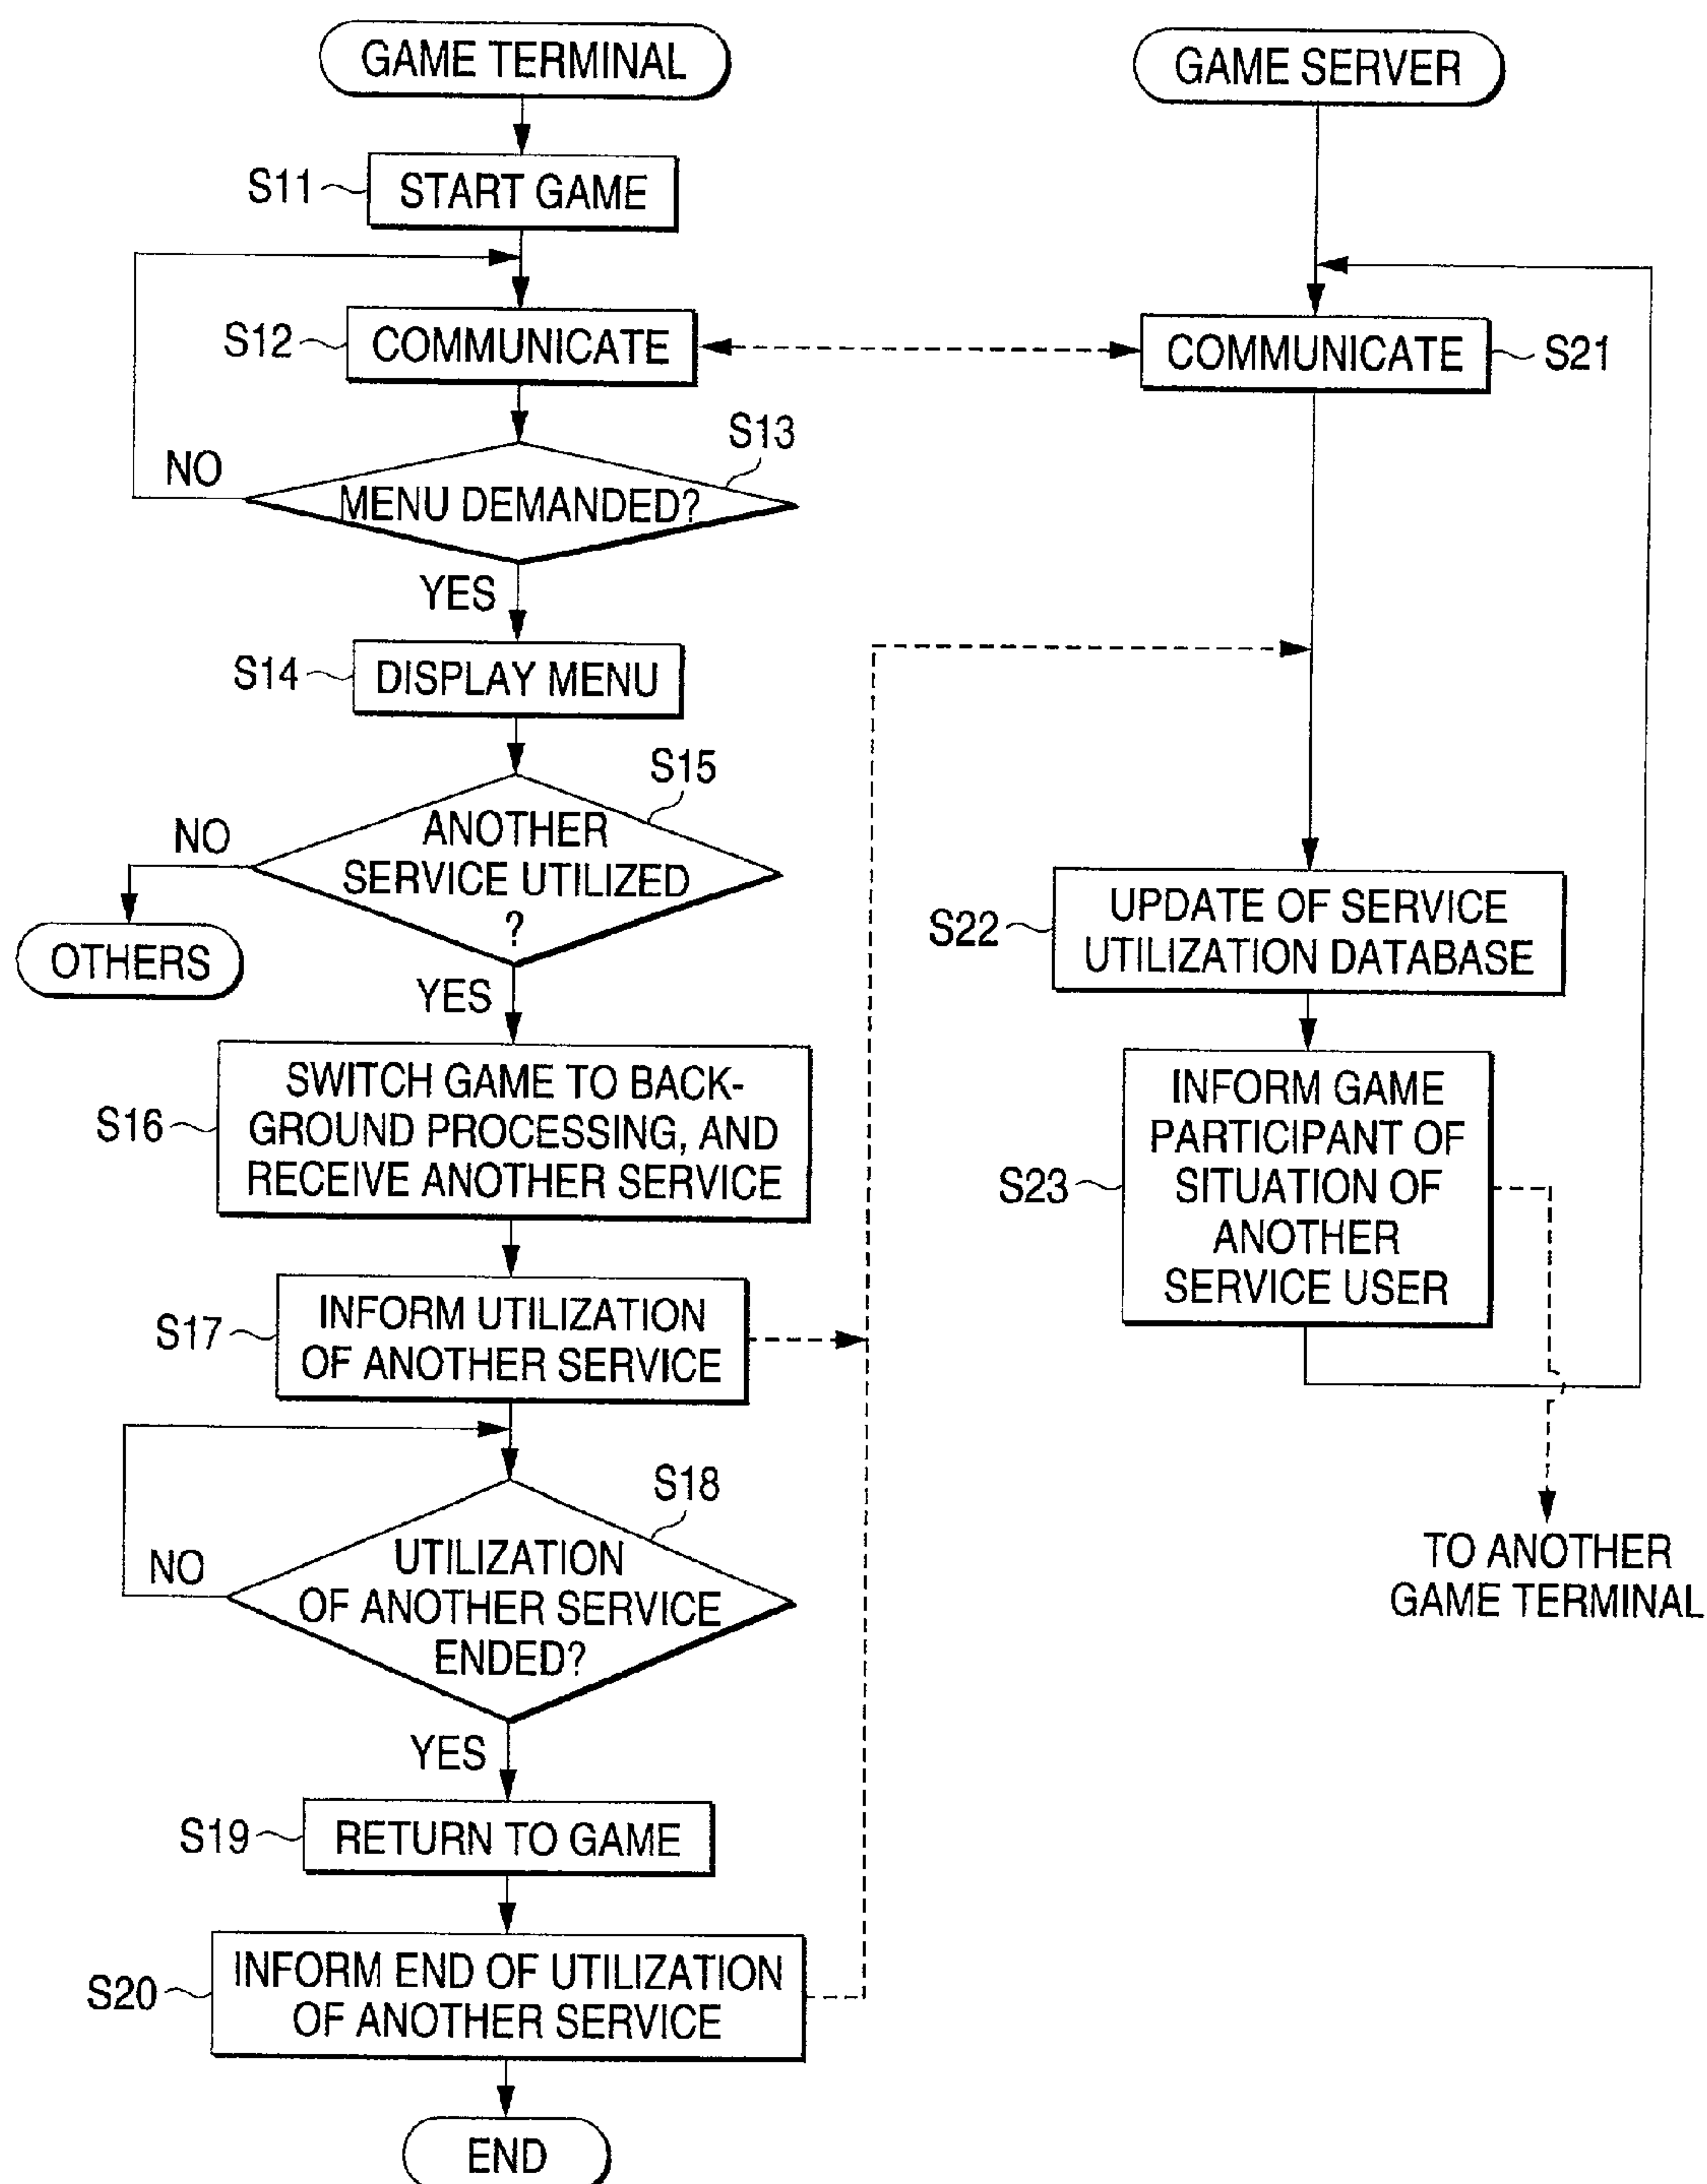 GAME TERMINAL
S11
START GAME
S12
COMMUNICATE
S13
NO
MENU DEMANDED?
YES
S14
DISPLAY MENU
S15
NO
ANOTHER
SERVICE UTILIZED
?
OTHERS
YES
S16
SWITCH GAME TO BACK-
GROUND PROCESSING, AND
RECEIVE ANOTHER SERVICE
S17
INFORM UTILIZATION
OF ANOTHER SERVICE
S18
NO
UTILIZATION
OF ANOTHER SERVICE
ENDED?
YES
S19
RETURN TO GAME
S20
INFORM END OF UTILIZATION
OF ANOTHER SERVICE
END
GAME SERVER
COMMUNICATE
S21
S22
UPDATE OF SERVICE
UTILIZATION DATABASE
S23
INFORM GAME
PARTICIPANT OF
SITUATION OF
ANOTHER
SERVICE USER
TO ANOTHER
GAME TERMINAL